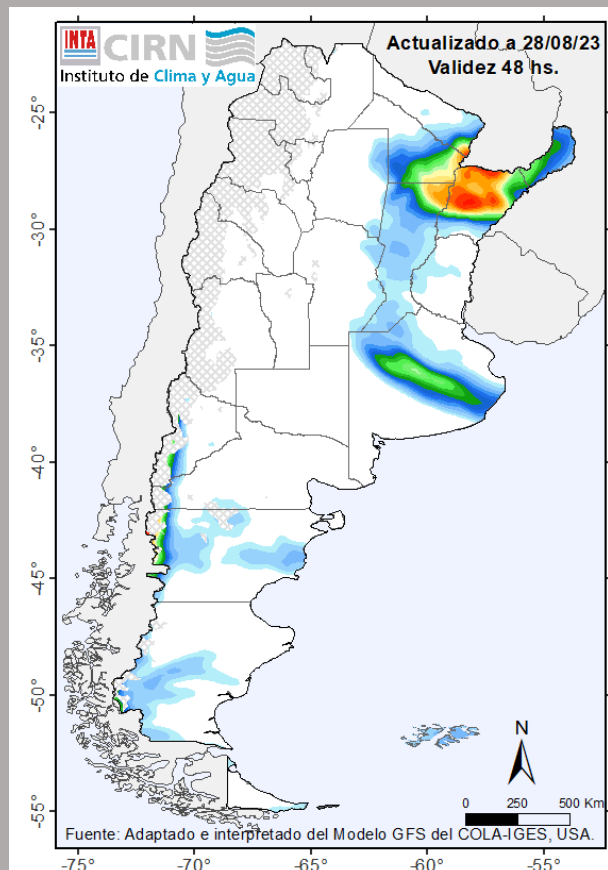 INTA CIRN
Instituto de Clima y Agua
Actualizado a 28/08/23
Validez 48 hs.
-25°
-30°
-35°
-40°
-45°
-50°
-55°
N
0 250 500 Km
Fuente: Adaptado e interpretado del Modelo GFS del COLA-IGES, USA.
-75° -70° -65° -60° -55°